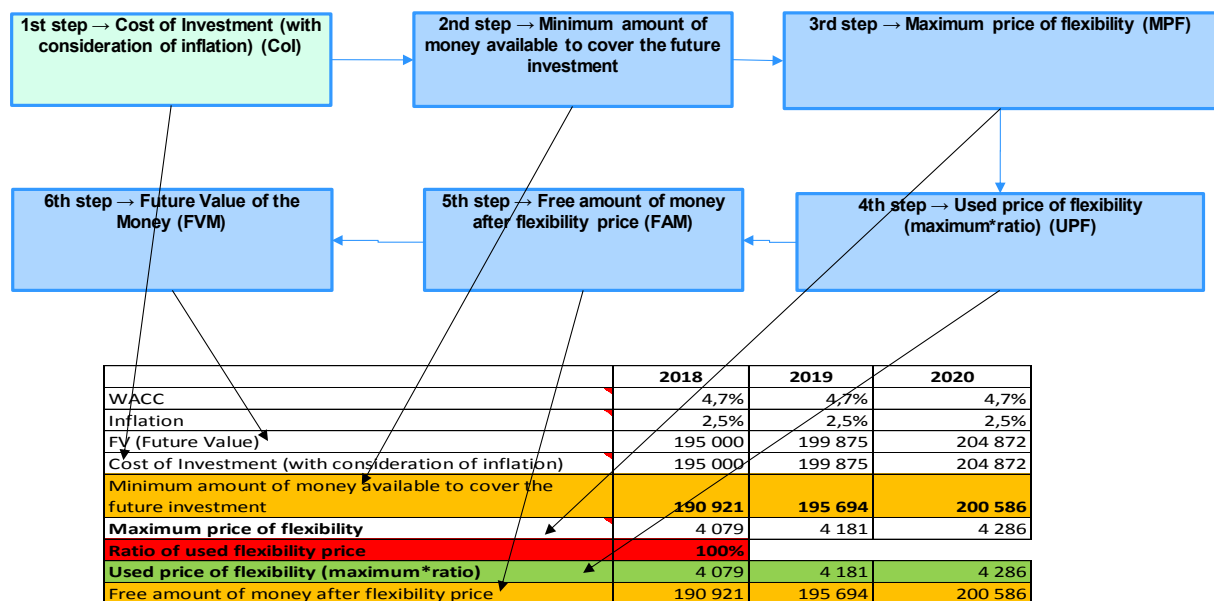 1st step → Cost of Investment (with
consideration of inflation) (CoI)
2nd step → Minimum amount of
money available to cover the future
investment
3rd step → Maximum price of flexibility (MPF)
6th step → Future Value of the
Money (FVM)
5th step → Free amount of money
after flexibility price (FAM)
4th step → Used price of flexibility
(maximum*ratio) (UPF)
2018 2019 2020
WACC 4,7% 4,7% 4,7%
Inflation 2,5% 2,5% 2,5%
FV (Future Value) 195 000 199 875 204 872
Cost of Investment (with consideration of inflation) 195 000 199 875 204 872
Minimum amount of money available to cover the
future investment 190 921 195 694 200 586
Maximum price of flexibility 4 079 4 181 4 286
Ratio of used flexibility price 100%
Used price of flexibility (maximum*ratio) 4 079 4 181 4 286
Free amount of money after flexibility price 190 921 195 694 200 586